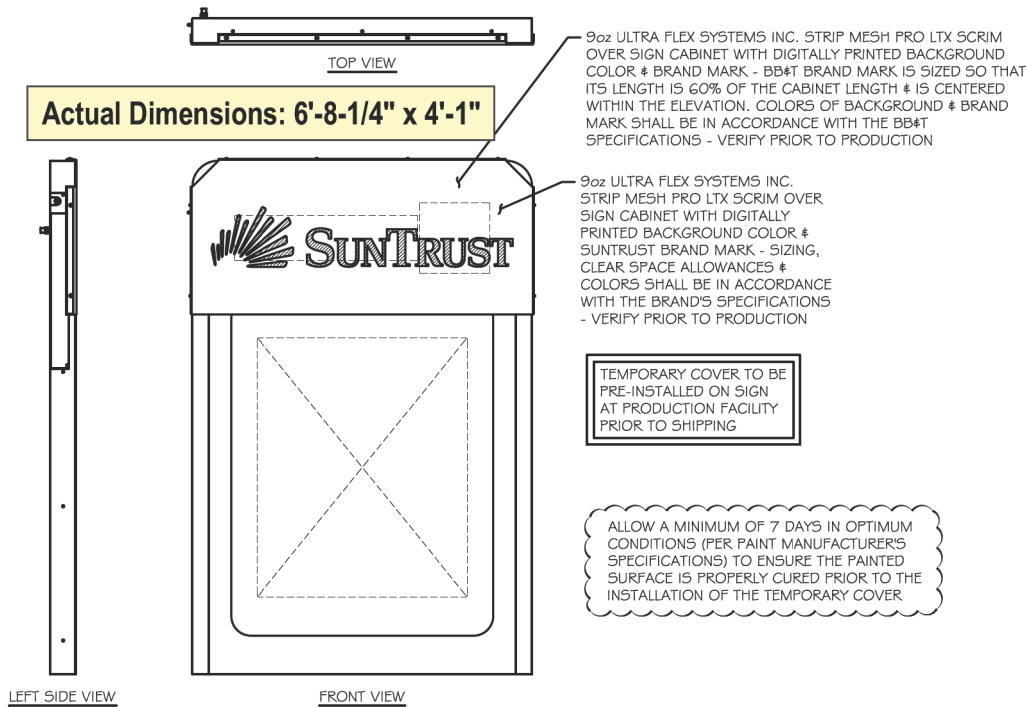 TOP VIEW
Actual Dimensions: 6'-8-1/4" x 4'-1"
9oz ULTRA FLEX SYSTEMS INC. STRIP MESH PRO LTX SCRIM
OVER SIGN CABINET WITH DIGITALLY PRINTED BACKGROUND
COLOR & BRAND MARK - BB&T BRAND MARK IS SIZED SO THAT
ITS LENGTH IS 60% OF THE CABINET LENGTH & IS CENTERED
WITHIN THE ELEVATION. COLORS OF BACKGROUND & BRAND
MARK SHALL BE IN ACCORDANCE WITH THE BB&T
SPECIFICATIONS - VERIFY PRIOR TO PRODUCTION
9oz ULTRA FLEX SYSTEMS INC.
STRIP MESH PRO LTX SCRIM OVER
SIGN CABINET WITH DIGITALLY
PRINTED BACKGROUND COLOR &
SUNTRUST BRAND MARK - SIZING,
CLEAR SPACE ALLOWANCES &
COLORS SHALL BE IN ACCORDANCE
WITH THE BRAND'S SPECIFICATIONS
- VERIFY PRIOR TO PRODUCTION
SUNTRUST
TEMPORARY COVER TO BE
PRE-INSTALLED ON SIGN
AT PRODUCTION FACILITY
PRIOR TO SHIPPING
ALLOW A MINIMUM OF 7 DAYS IN OPTIMUM
CONDITIONS (PER PAINT MANUFACTURER'S
SPECIFICATIONS) TO ENSURE THE PAINTED
SURFACE IS PROPERLY CURED PRIOR TO THE
INSTALLATION OF THE TEMPORARY COVER
LEFT SIDE VIEW
FRONT VIEW